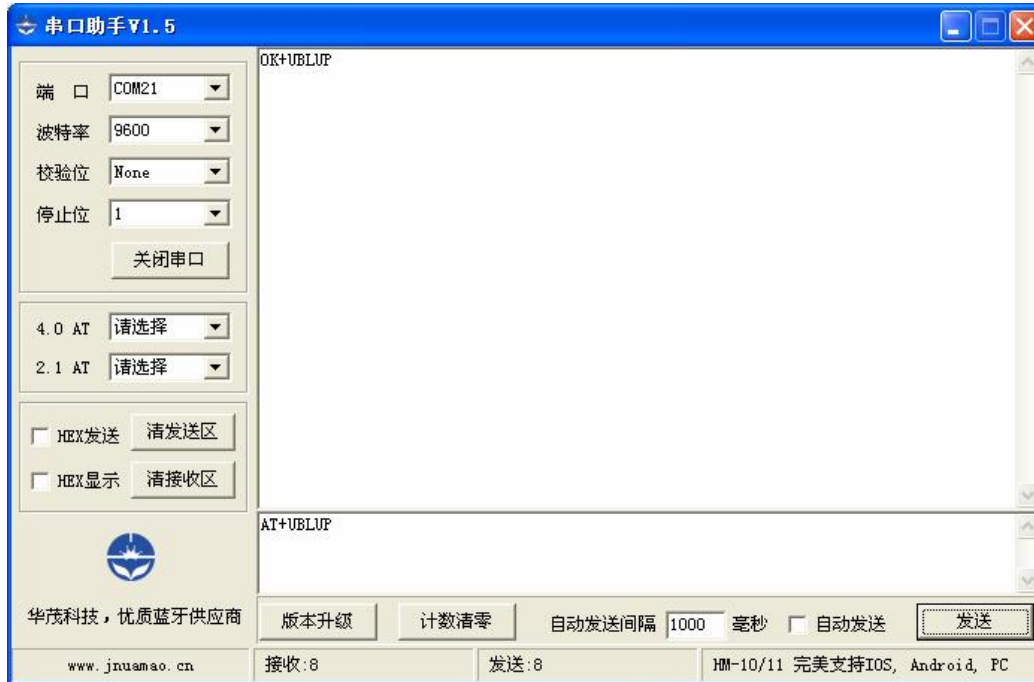 串口助手V1.5
端 口 COM21
波特率 9600
校验位 None
停止位 1
关闭串口
4.0 AT 请选择
2.1 AT 请选择
HEX发送 清发送区
HEX显示 清接收区
华茂科技，优质蓝牙供应商
www.jnuamao.cn
OK+UBLUP
AT+UBLUP
版本升级 计数清零 自动发送间隔 1000 毫秒 自动发送 发送
接收:8 发送:8 HM-10/11 完美支持IOS, Android, PC